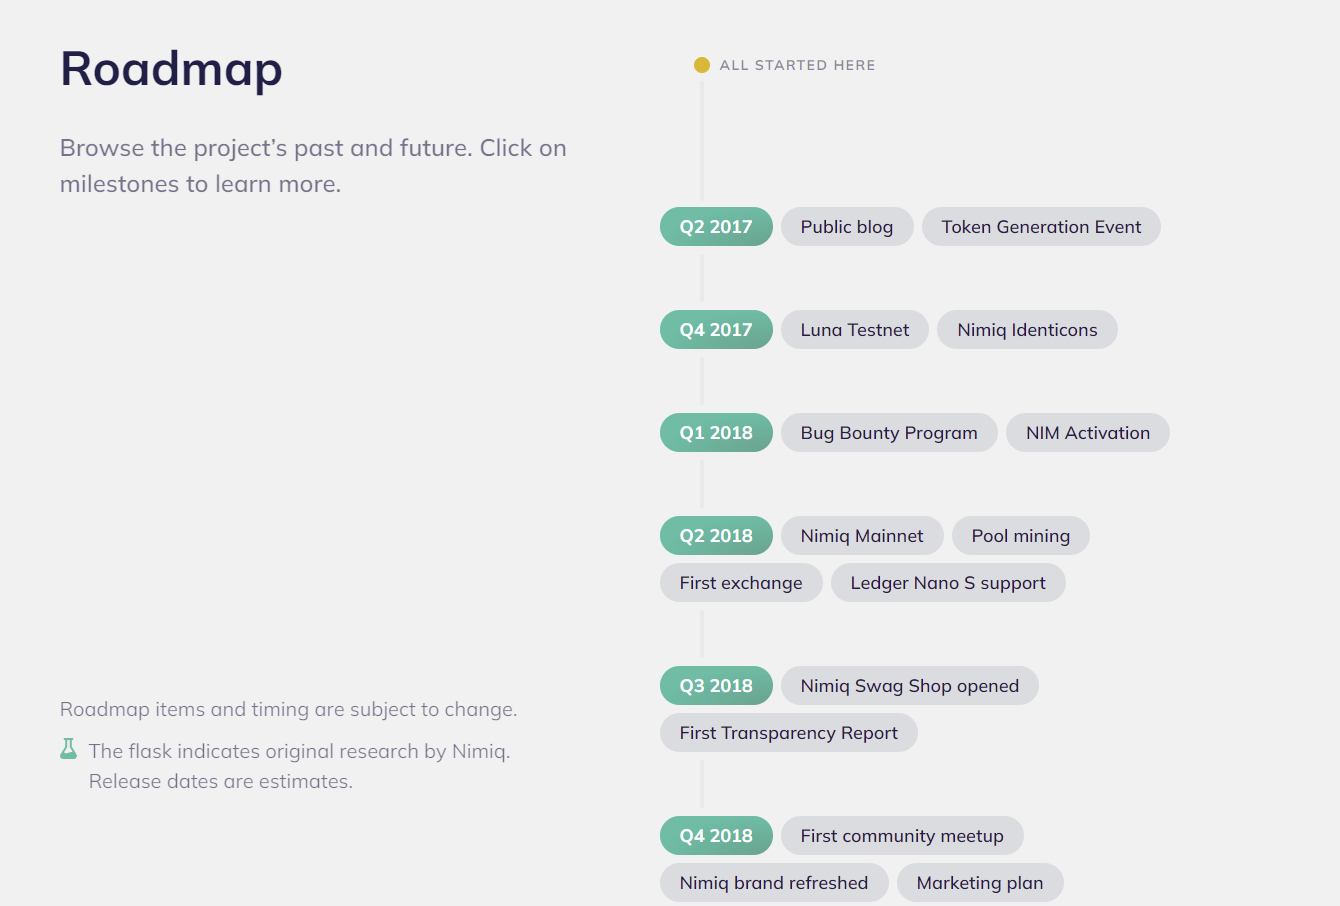 Roadmap
Browse the project’s past and future. Click on
milestones to learn more.
Roadmap items and timing are subject to change.
The flask indicates original research by Nimiq.
Release dates are estimates.
ALL STARTED HERE
Q2 2017 Public blog Token Generation Event
Q4 2017 Luna Testnet Nimiq Identicons
Q1 2018 Bug Bounty Program NIM Activation
Q2 2018 Nimiq Mainnet Pool mining
First exchange Ledger Nano S support
Q3 2018 Nimiq Swag Shop opened
First Transparency Report
Q4 2018 First community meetup
Nimiq brand refreshed Marketing plan